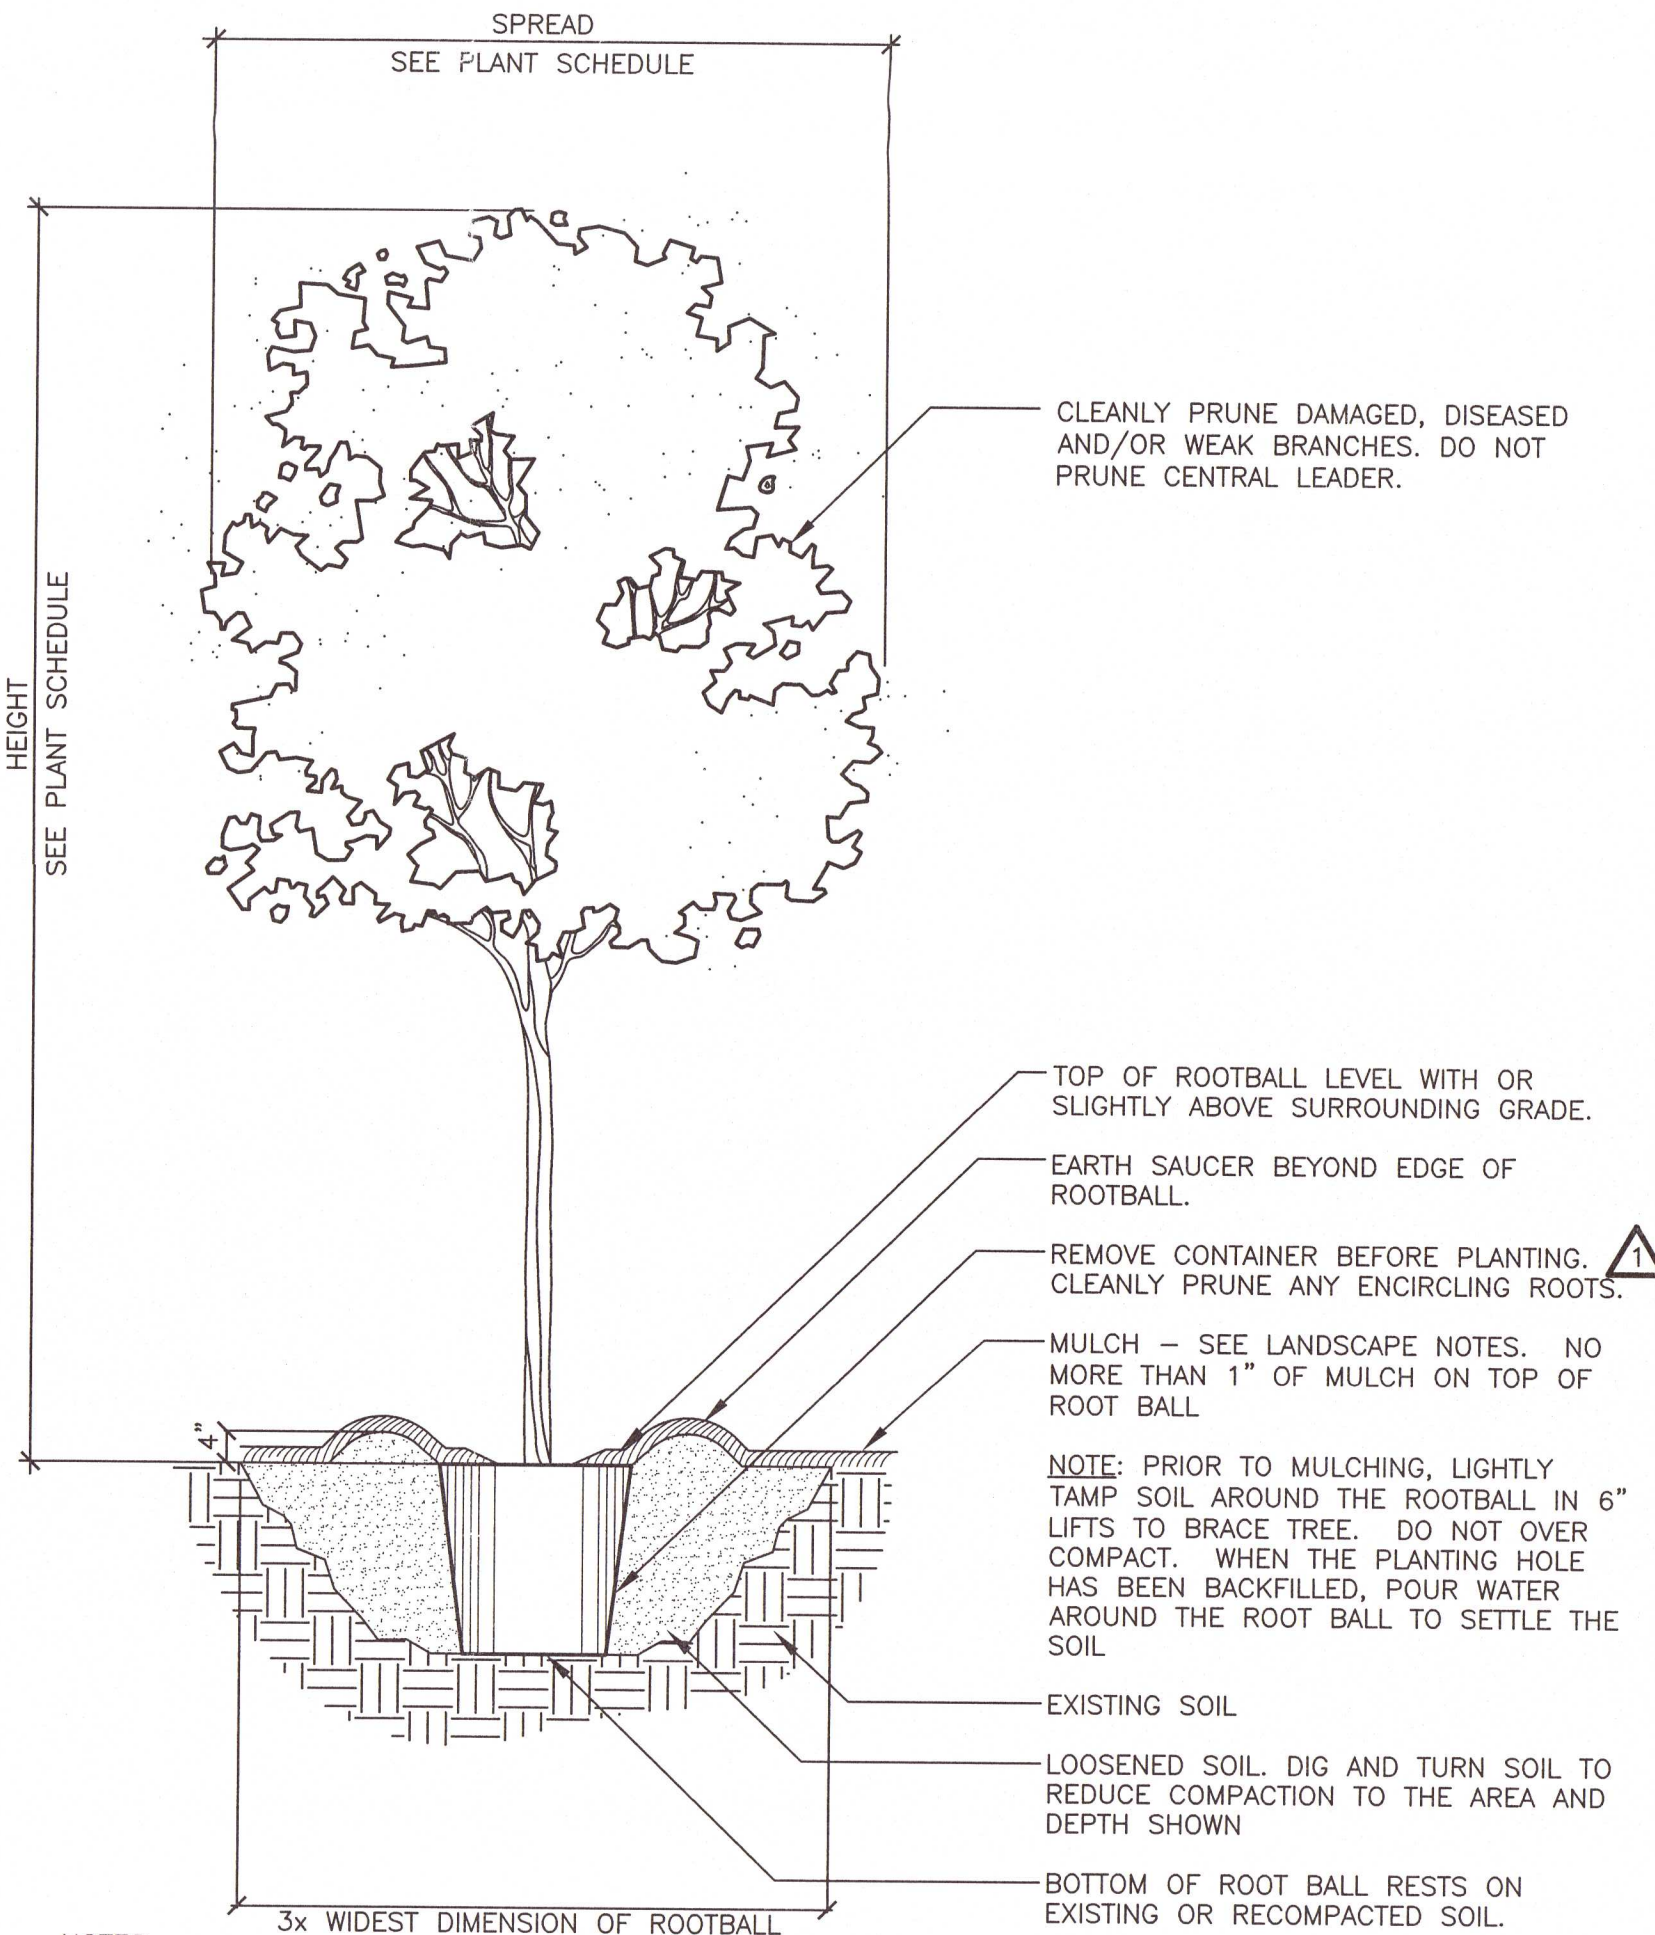 SPREAD
SEE PLANT SCHEDULE
HEIGHT
SEE PLANT SCHEDULE
CLEANLY PRUNE DAMAGED, DISEASED
AND/OR WEAK BRANCHES. DO NOT
PRUNE CENTRAL LEADER.
TOP OF ROOTBALL LEVEL WITH OR
SLIGHTLY ABOVE SURROUNDING GRADE.
EARTH SAUCER BEYOND EDGE OF
ROOTBALL.
REMOVE CONTAINER BEFORE PLANTING.
CLEANLY PRUNE ANY ENCIRCLING ROOTS.
1
MULCH – SEE LANDSCAPE NOTES. NO
MORE THAN 1" OF MULCH ON TOP OF
ROOT BALL
4"
NOTE: PRIOR TO MULCHING, LIGHTLY
TAMP SOIL AROUND THE ROOTBALL IN 6"
LIFTS TO BRACE TREE. DO NOT OVER
COMPACT. WHEN THE PLANTING HOLE
HAS BEEN BACKFILLED, POUR WATER
AROUND THE ROOT BALL TO SETTLE THE
SOIL
EXISTING SOIL
LOOSENED SOIL. DIG AND TURN SOIL TO
REDUCE COMPACTION TO THE AREA AND
DEPTH SHOWN
BOTTOM OF ROOT BALL RESTS ON
EXISTING OR RECOMPACTED SOIL.
3x WIDEST DIMENSION OF ROOTBALL